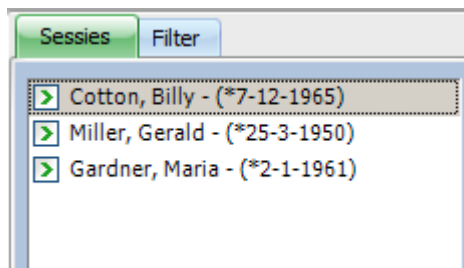 Sessies Filter
Cotton, Billy - (*7-12-1965)
Miller, Gerald - (*25-3-1950)
Gardner, Maria - (*2-1-1961)